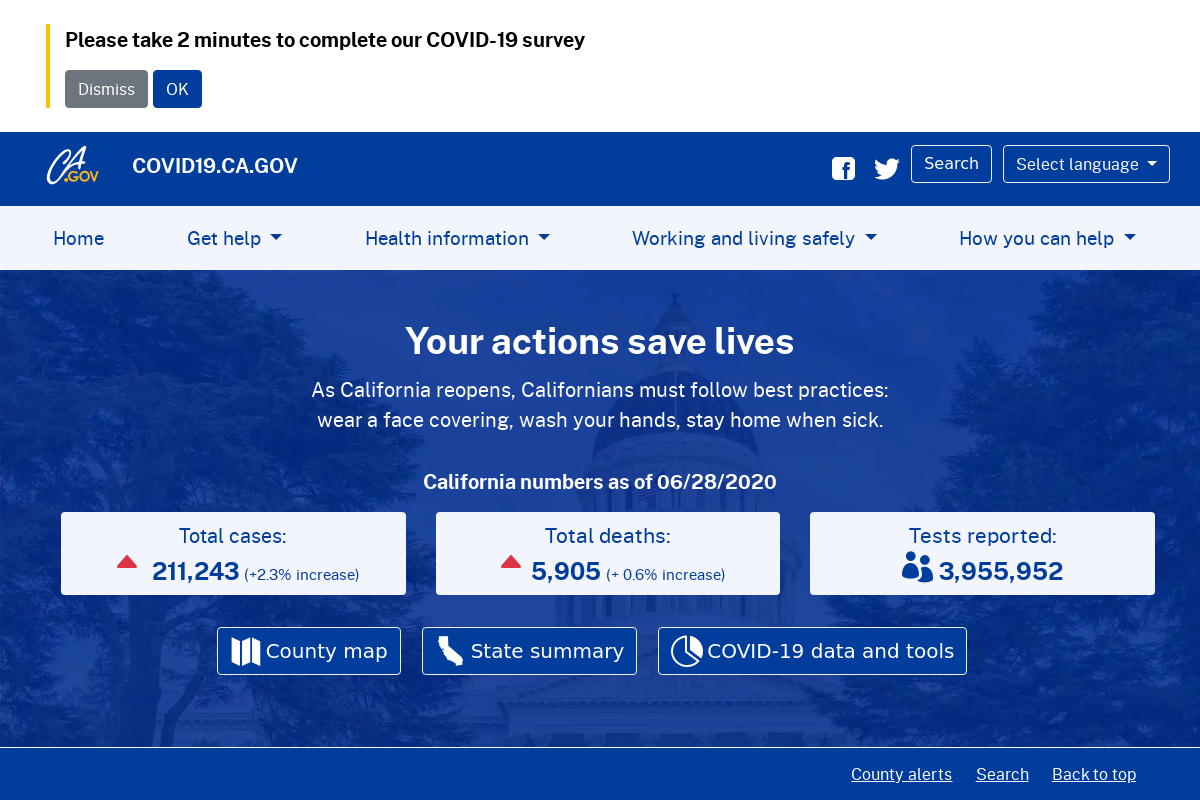 Please take 2 minutes to complete our COVID-19 survey
Dismiss OK
CA
.GOV
COVID19.CA.GOV
Search
Select language
Home
Get help
Health information
Working and living safely
How you can help
Your actions save lives
As California reopens, Californians must follow best practices:
wear a face covering, wash your hands, stay home when sick.
California numbers as of 06/28/2020
Total cases:
211,243 (+2.3% increase)
Total deaths:
5,905 (+ 0.6% increase)
Tests reported:
3,955,952
County map
State summary
COVID-19 data and tools
County alerts
Search
Back to top